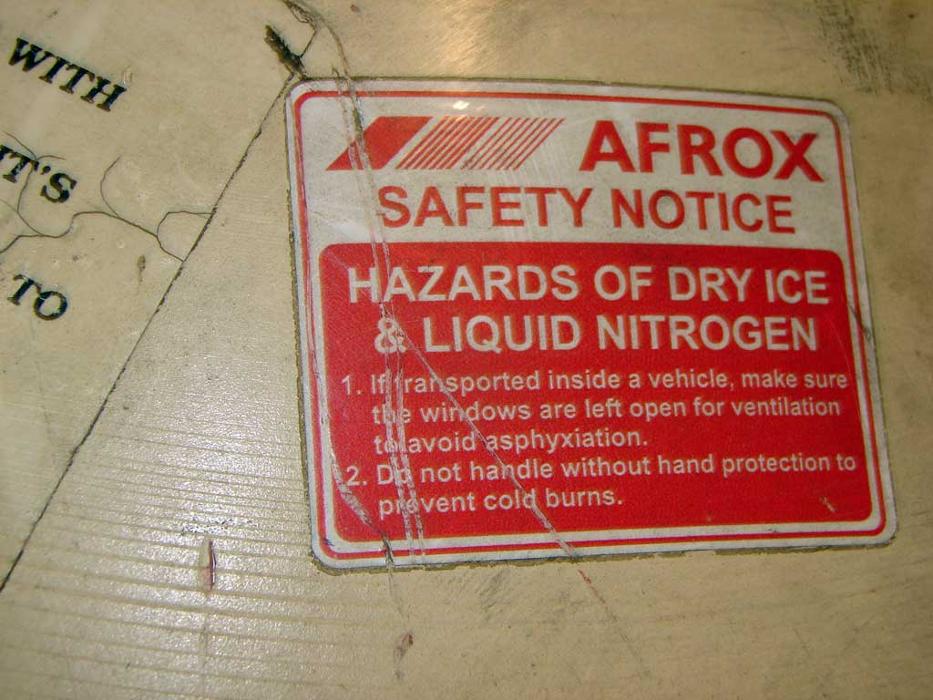 WITH
IT'S
TO
AFROX
SAFETY NOTICE
HAZARDS OF DRY ICE
& LIQUID NITROGEN
1. If transported inside a vehicle, make sure
the windows are left open for ventilation
to avoid asphyxiation.
2. Do not handle without hand protection to
prevent cold burns.